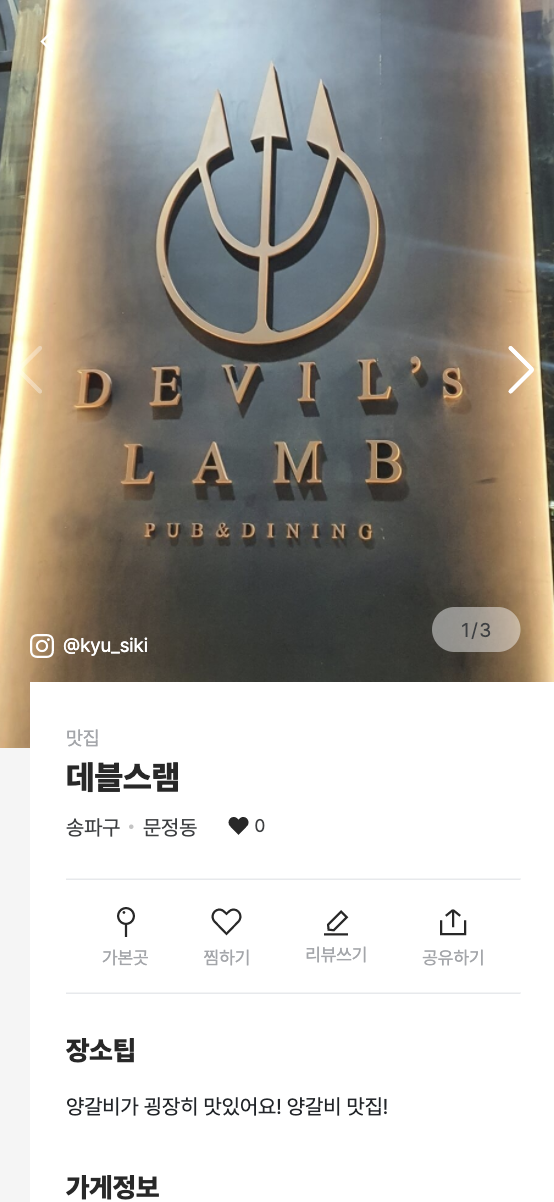 DEVIL's
LAMB
PUB&DINING
@kyu_siki
1/3
맛집
데블스램
송파구 • 문정동 0
가본곳 찜하기 리뷰쓰기 공유하기
장소팁
양갈비가 굉장히 맛있어요! 양갈비 맛집!
가게정보